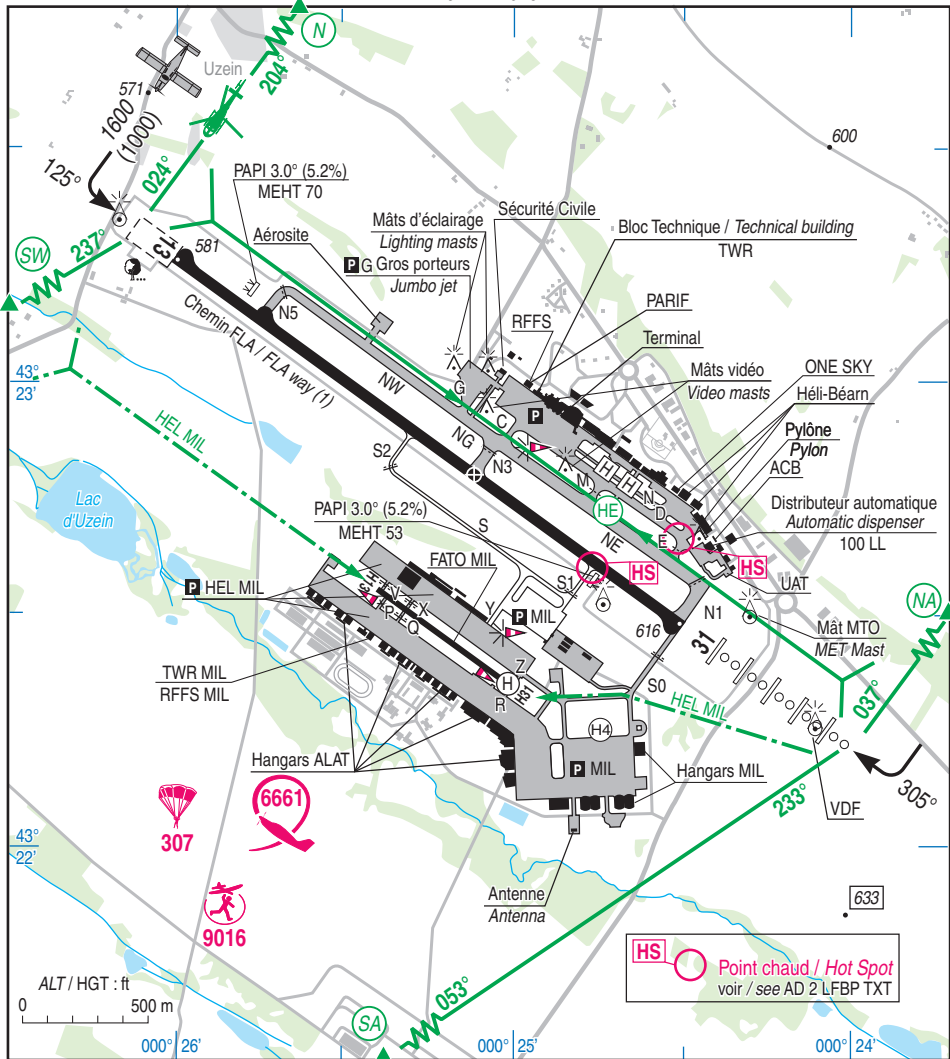 N
Uzein
204°
571
1600
(1000)
600
125°
024°
PAPI 3.0° (5.2%)
MEHT 70
Mâts d'éclairage
Lighting masts
Sécurité Civile
Bloc Technique / Technical building
TWR
SW
237°
13
581
Aérosite
P G Gros porteurs
Jumbo jet
PARIF
RFFS
Terminal
N5
Chemin FLA / FLA way (1)
Mâts vidéo
Video masts
ONE SKY
Héli-Béarn
43°
23'
NW
G
C
P
Pylône
Pylon
ACB
HEL MIL
S2
NG
N3
M
H
H
N
D
Distributeur automatique
Automatic dispenser
100 LL
Lac
d'Uzein
PAPI 3.0° (5.2%)
MEHT 53
S
HE
NE
E
HS
HS
FATO MIL
S1
UAT
P HEL MIL
H
V
X
P
Q
Y
P MIL
616
N1
31
NA
Mât MTO
MET Mast
TWR MIL
RFFS MIL
Z
H
H31
R
S0
HEL MIL
037°
H4
Hangars ALAT
P MIL
Hangars MIL
305°
VDF
233°
307
6661
43°
22'
Antenne
Antenna
633
9016
HS
Point chaud / Hot Spot
voir / see AD 2 LFBP TXT
ALT / HGT : ft
0 500 m
053°
SA
000° 26'
000° 25'
000° 24'